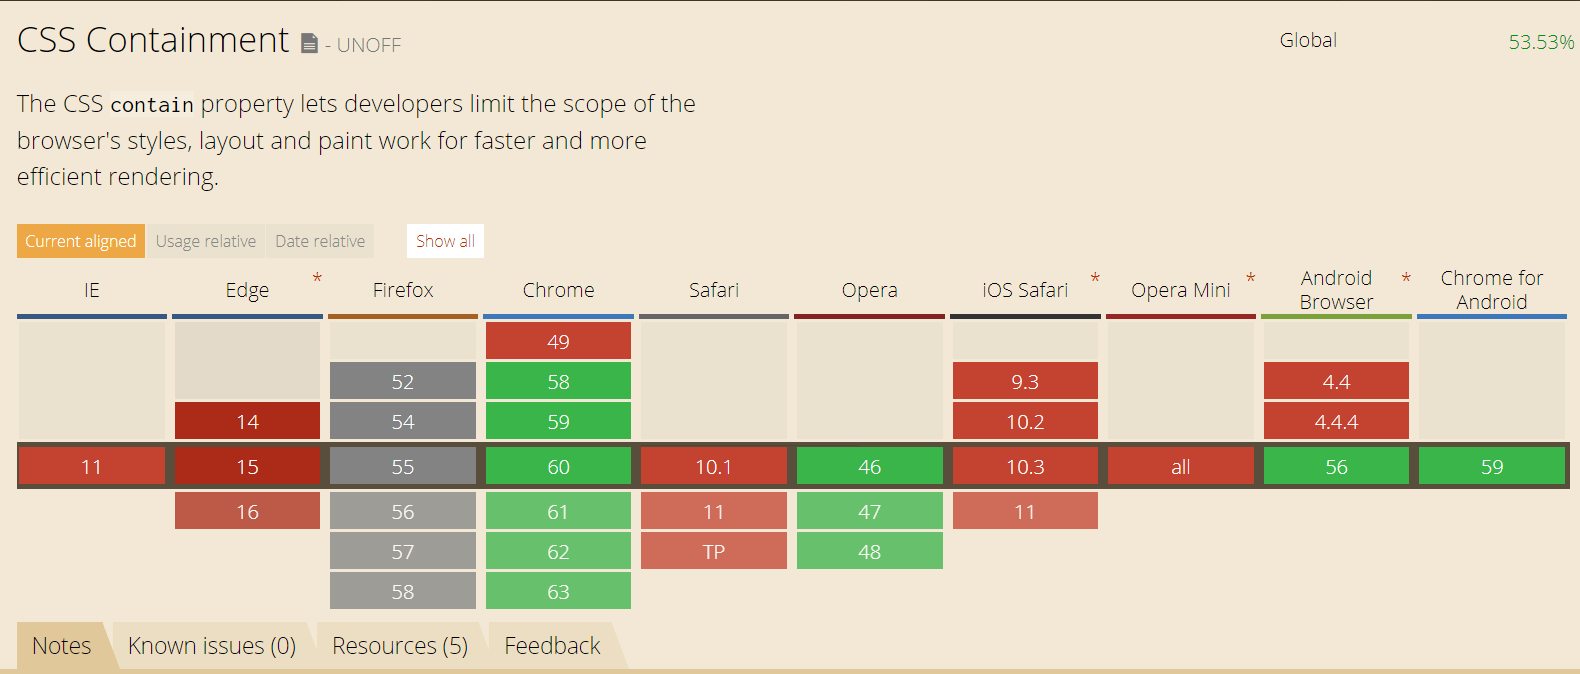 CSS Containment - UNOFF
Global 53.53%
The CSS contain property lets developers limit the scope of the
browser's styles, layout and paint work for faster and more
efficient rendering.
Current aligned Usage relative Date relative Show all
IE Edge * Firefox Chrome Safari Opera iOS Safari * Opera Mini * Android Browser * Chrome for Android
49
52 58 9.3 4.4
14 54 59 10.2 4.4.4
11 15 55 60 10.1 46 10.3 all 56 59
16 56 61 11 47 11
57 62 TP 48
58 63
Notes Known issues (0) Resources (5) Feedback